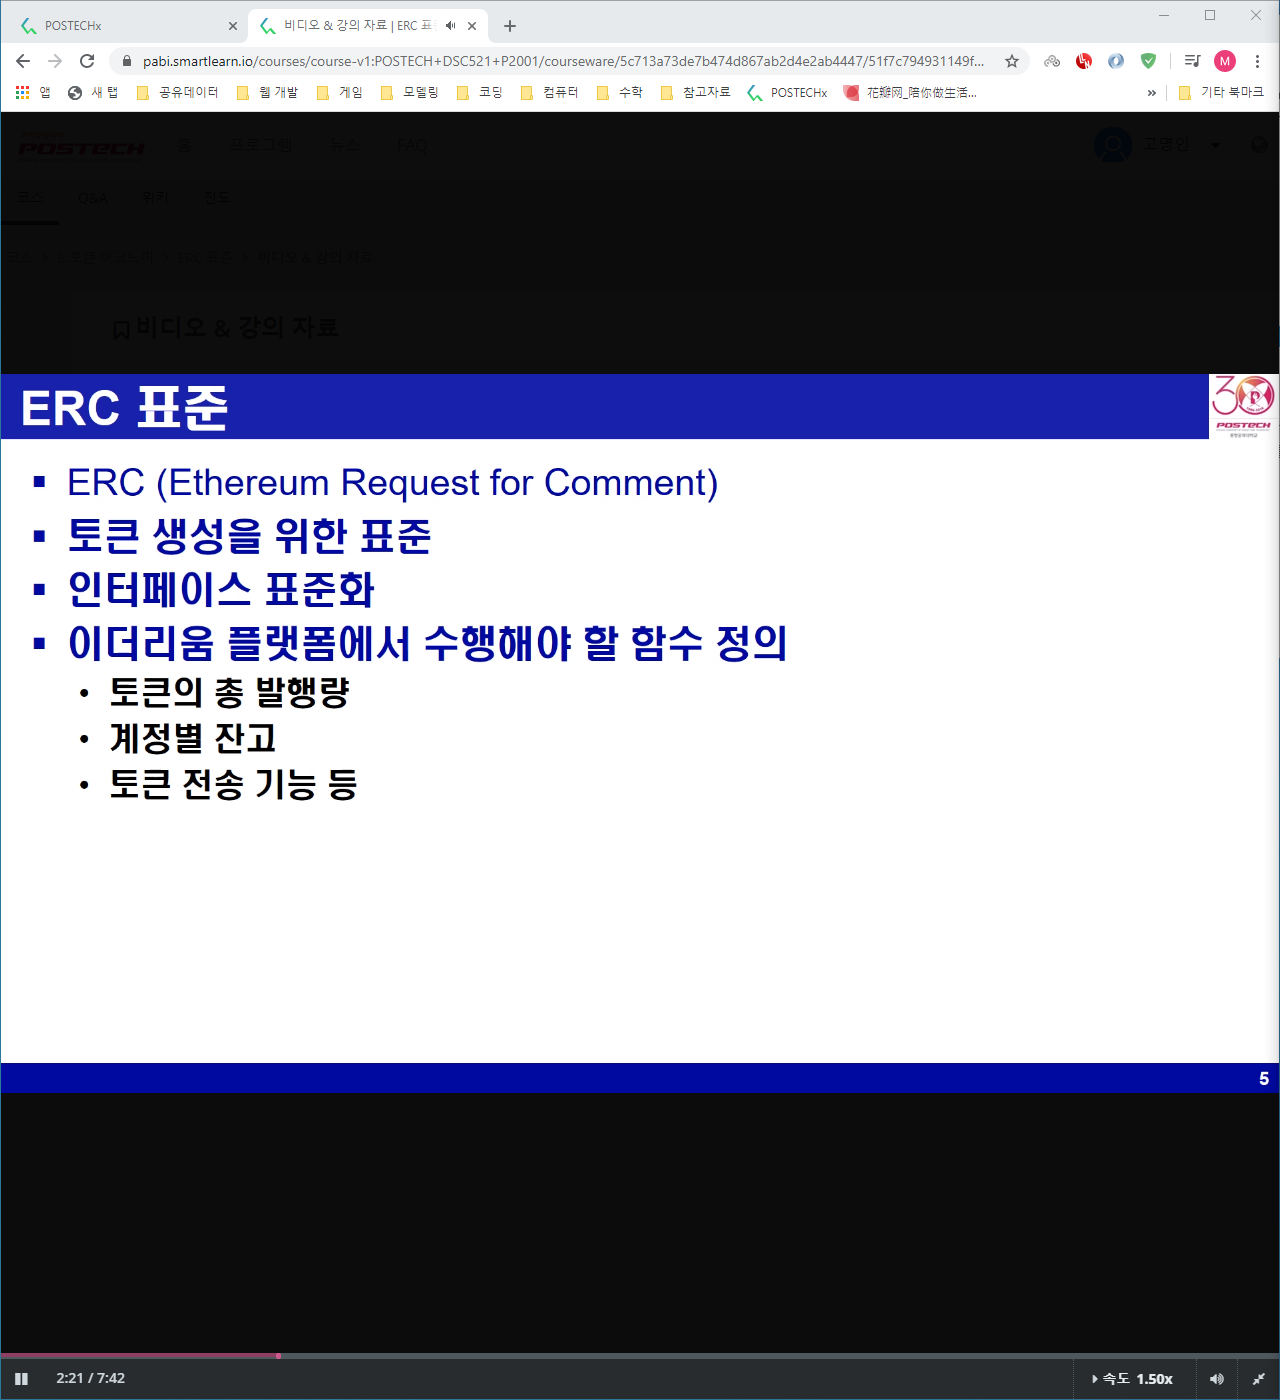 POSTECHx
비디오 & 강의 자료 | ERC 표
pabi.smartlearn.io/courses/course-v1:POSTECH+DSC521+P2001/courseware/5c713a73de7b474d867ab2d4e2ab4447/51f7c794931149f...
M
앱 새 탭 공유데이터 웹 개발 게임 모델링 코딩 컴퓨터 수학 참고자료 POSTECHx 花瓣网_陪你做生活... » 기타 북마크
POSTECH 홈 프로그램 뉴스 FAQ 고영인
코스 Q&A 위키 진도
비디오 & 강의 자료
비디오 & 강의 자료
ERC 표준
30
POSTECH
▪ ERC (Ethereum Request for Comment)
▪ 토큰 생성을 위한 표준
▪ 인터페이스 표준화
▪ 이더리움 플랫폼에서 수행해야 할 함수 정의
• 토큰의 총 발행량
• 계정별 잔고
• 토큰 전송 기능 등
5
2:21 / 7:42 속도 1.50x